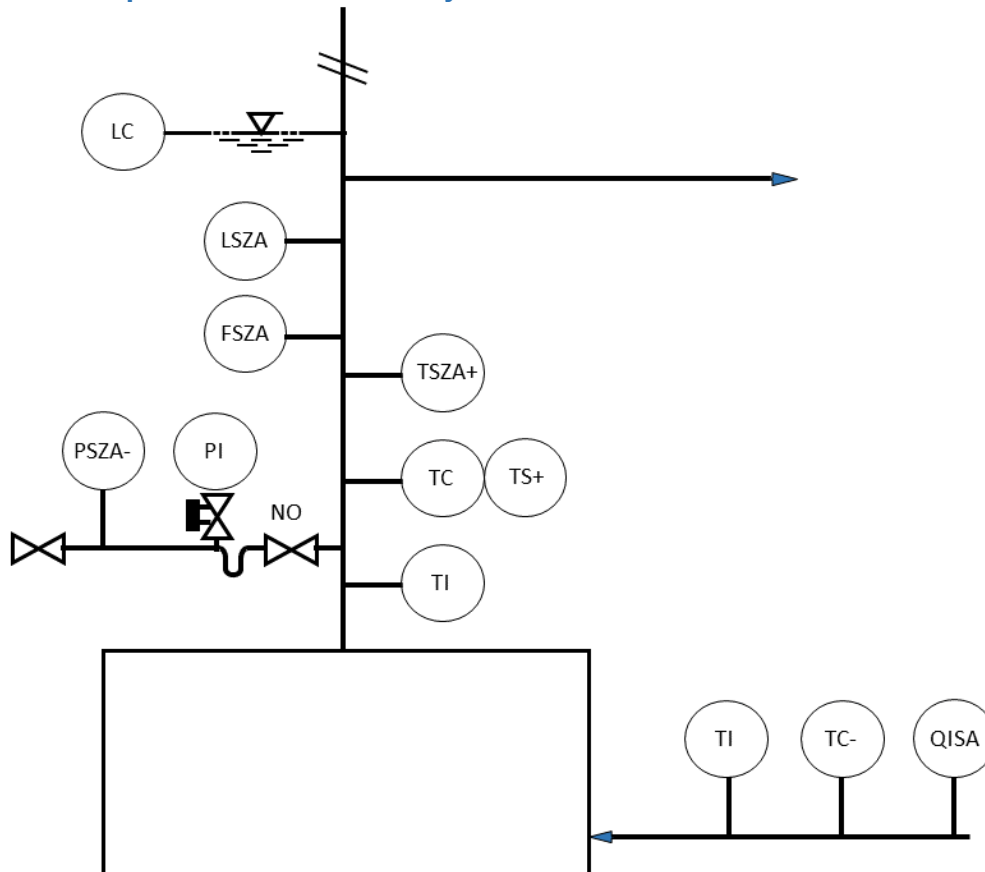 LC
LSZA
FSZA
TSZA+
PSZA-
PI
TC
TS+
NO
TI
TI
TC-
QISA